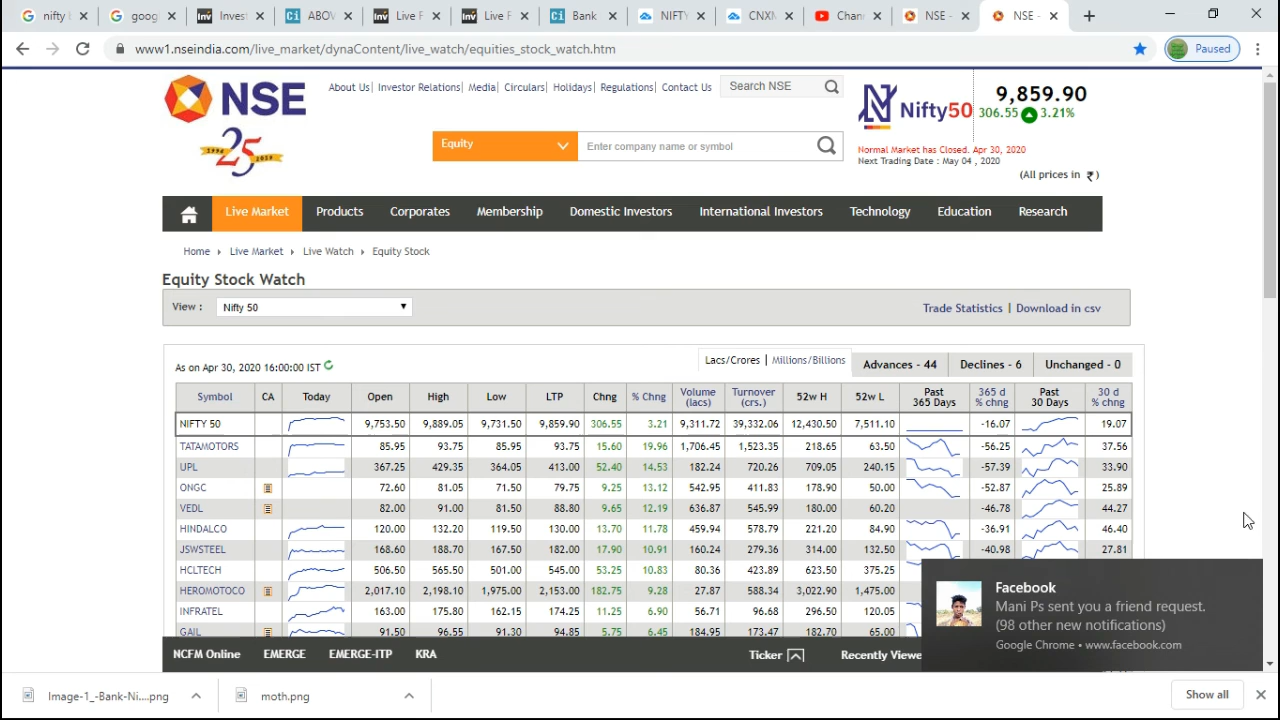 nifty b
googl
Invest
ABOV
Live F
Live F
Bank
NIFTY
CNXM
Chann
NSE -
NSE -
www1.nseindia.com/live_market/dynaContent/live_watch/equities_stock_watch.htm
Paused
NSE
25
About Us| Investor Relations| Media| Circulars| Holidays| Regulations| Contact Us
Search NSE
Equity
Enter company name or symbol
Nifty50
9,859.90
306.55 3.21%
Normal Market has Closed. Apr 30, 2020
Next Trading Date : May 04 , 2020
(All prices in ₹)
Live Market Products Corporates Membership Domestic Investors International Investors Technology Education Research
Home Live Market Live Watch Equity Stock
Equity Stock Watch
View : Nifty 50
Trade Statistics | Download in csv
As on Apr 30, 2020 16:00:00 IST
Lacs/Crores | Millions/Billions
Advances - 44 Declines - 6 Unchanged - 0
Symbol CA Today Open High Low LTP Chng % Chng Volume (lacs) Turnover (crs.) 52w H 52w L Past 365 Days 365 d % chng Past 30 Days 30 d % chng
NIFTY 50 9,753.50 9,889.05 9,731.50 9,859.90 306.55 3.21 9,311.72 39,332.06 12,430.50 7,511.10 -16.07 19.07
TATAMOTORS 85.95 93.75 85.95 93.75 15.60 19.96 1,706.45 1,523.35 218.65 63.50 -56.25 37.56
UPL 367.25 429.35 364.05 413.00 52.40 14.53 182.24 720.26 709.05 240.15 -57.39 33.90
ONGC 72.60 81.05 71.50 79.75 9.25 13.12 542.95 411.83 178.90 50.00 -52.87 25.89
VEDL 82.00 91.00 81.50 88.80 9.65 12.19 636.87 545.99 180.00 60.20 -46.78 44.27
HINDALCO 120.00 132.20 119.50 130.00 13.70 11.78 459.94 578.79 221.20 84.90 -36.91 46.40
JSWSTEEL 168.60 188.70 167.50 182.00 17.90 10.91 160.24 279.36 314.00 132.50 -40.98 27.81
HCLTECH 506.50 565.50 501.00 545.00 53.25 10.83 80.36 423.89 623.50 375.25
HEROMOTOCO 2,017.10 2,198.10 1,975.00 2,153.00 182.75 9.28 27.87 588.34 3,022.90 1,475.00
INFRATEL 163.00 175.80 162.15 174.25 11.25 6.90 56.71 96.68 296.50 120.05
GAIL 91.50 96.55 91.30 94.85 5.75 6.45 184.95 173.47 182.70 65.00
Facebook
Mani Ps sent you a friend request.
(98 other new notifications)
Google Chrome • www.facebook.com
NCFM Online EMERGE EMERGE-ITP KRA Ticker Recently Viewe
Image-1_-Bank-Ni....png
moth.png
Show all